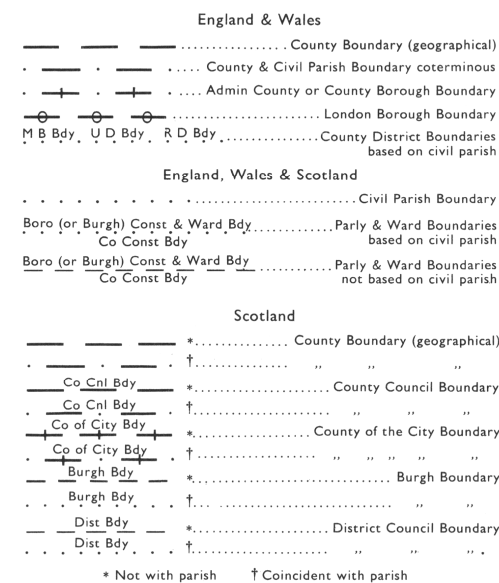 England & Wales
County Boundary (geographical)
County & Civil Parish Boundary coterminous
Admin County or County Borough Boundary
London Borough Boundary
M B Bdy. U D Bdy. R D Bdy. County District Boundaries
based on civil parish
England, Wales & Scotland
Civil Parish Boundary
Boro (or Burgh) Const & Ward Bdy Parly & Ward Boundaries
Co Const Bdy based on civil parish
Boro (or Burgh) Const & Ward Bdy Parly & Ward Boundaries
Co Const Bdy not based on civil parish
Scotland
* County Boundary (geographical)
† ,, ,, ,,
Co Cnl Bdy * County Council Boundary
Co Cnl Bdy † ,, ,, ,,
Co of City Bdy * County of the City Boundary
Co of City Bdy † ,, ,, ,, ,, ,,
Burgh Bdy * Burgh Boundary
Burgh Bdy † ,, ,,
Dist Bdy * District Council Boundary
Dist Bdy † ,, ,, ,,
* Not with parish † Coincident with parish